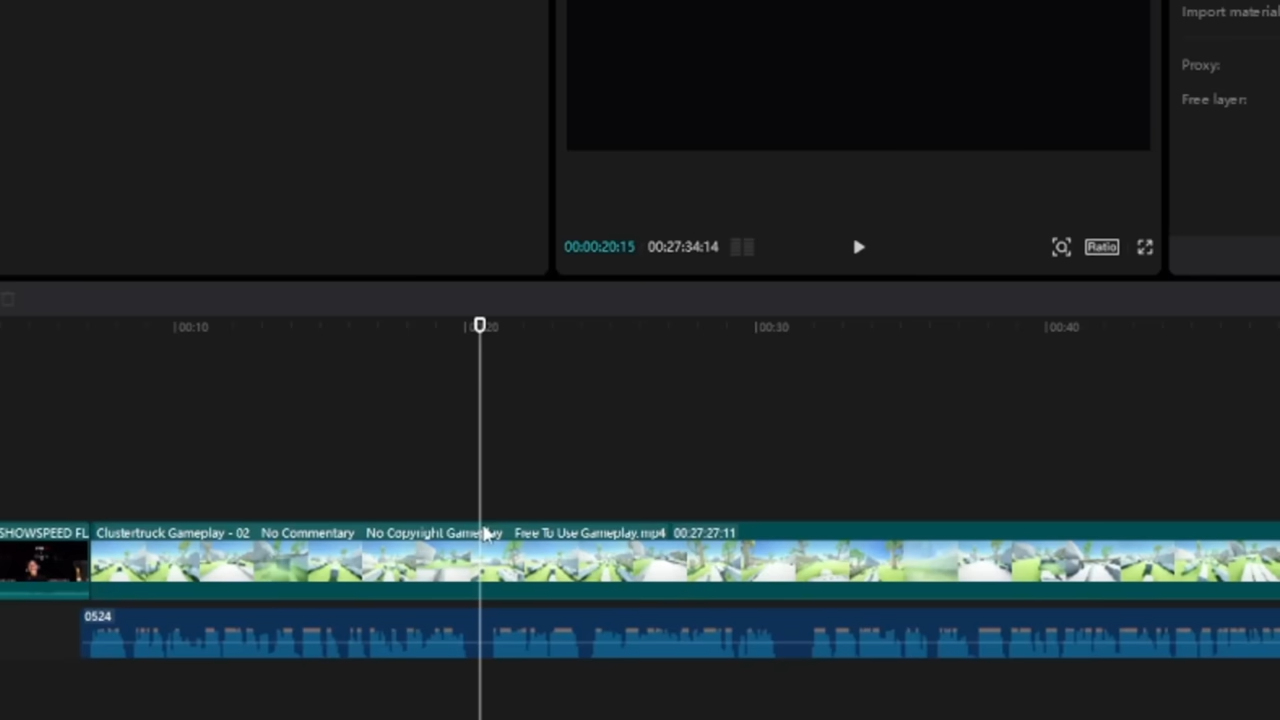 Import material
Proxy:
Free layer:
00:00:20:15 00:27:34:14
Ratio
00:10
00:30
00:40
SHOWSPEED FL
Clustertruck Gameplay - 02 No Commentary No Copyright Gameplay Free To Use Gameplay.mp4 00:27:27:11
0524